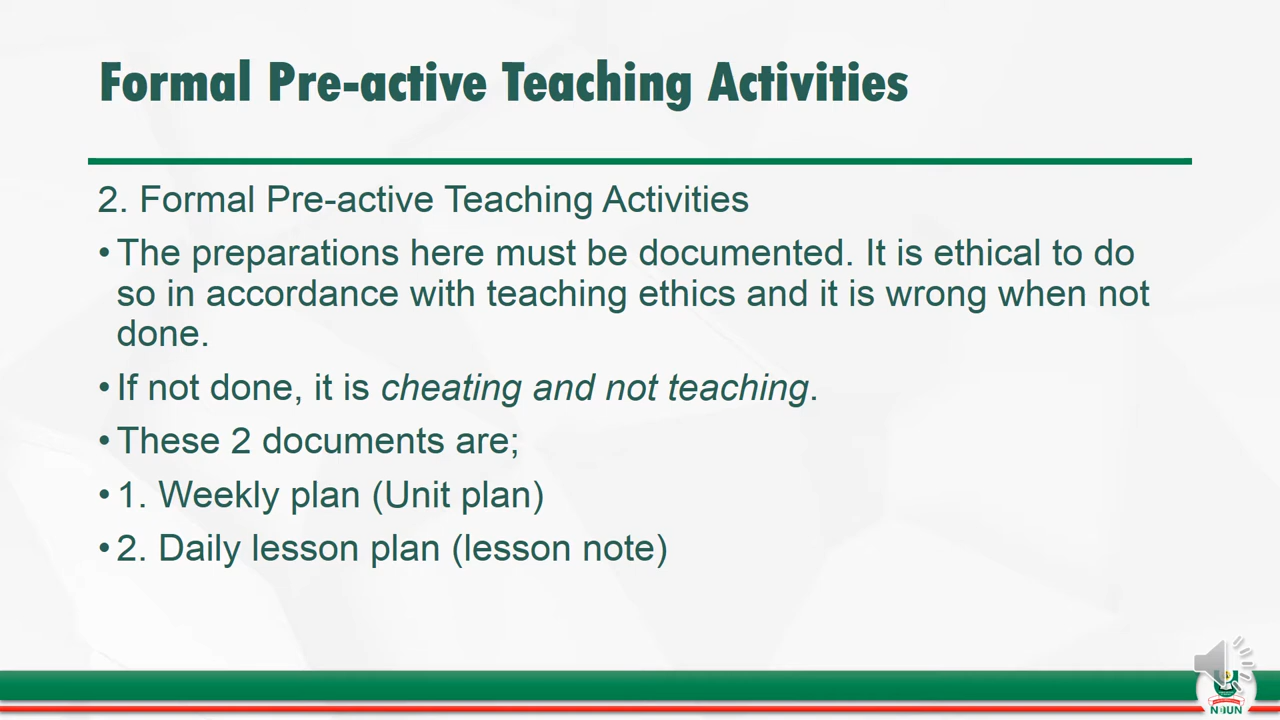 Formal Pre-active Teaching Activities
2. Formal Pre-active Teaching Activities
• The preparations here must be documented. It is ethical to do
so in accordance with teaching ethics and it is wrong when not
done.
• If not done, it is cheating and not teaching.
• These 2 documents are;
• 1. Weekly plan (Unit plan)
• 2. Daily lesson plan (lesson note)
NOUN